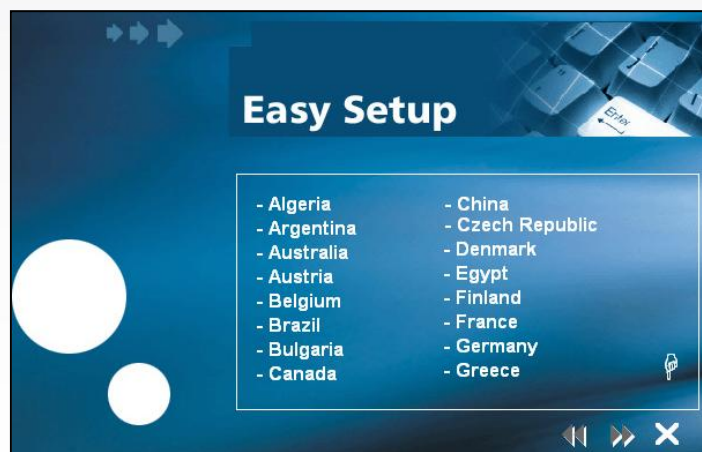 Easy Setup
Enter
- Algeria
- Argentina
- Australia
- Austria
- Belgium
- Brazil
- Bulgaria
- Canada
- China
- Czech Republic
- Denmark
- Egypt
- Finland
- France
- Germany
- Greece